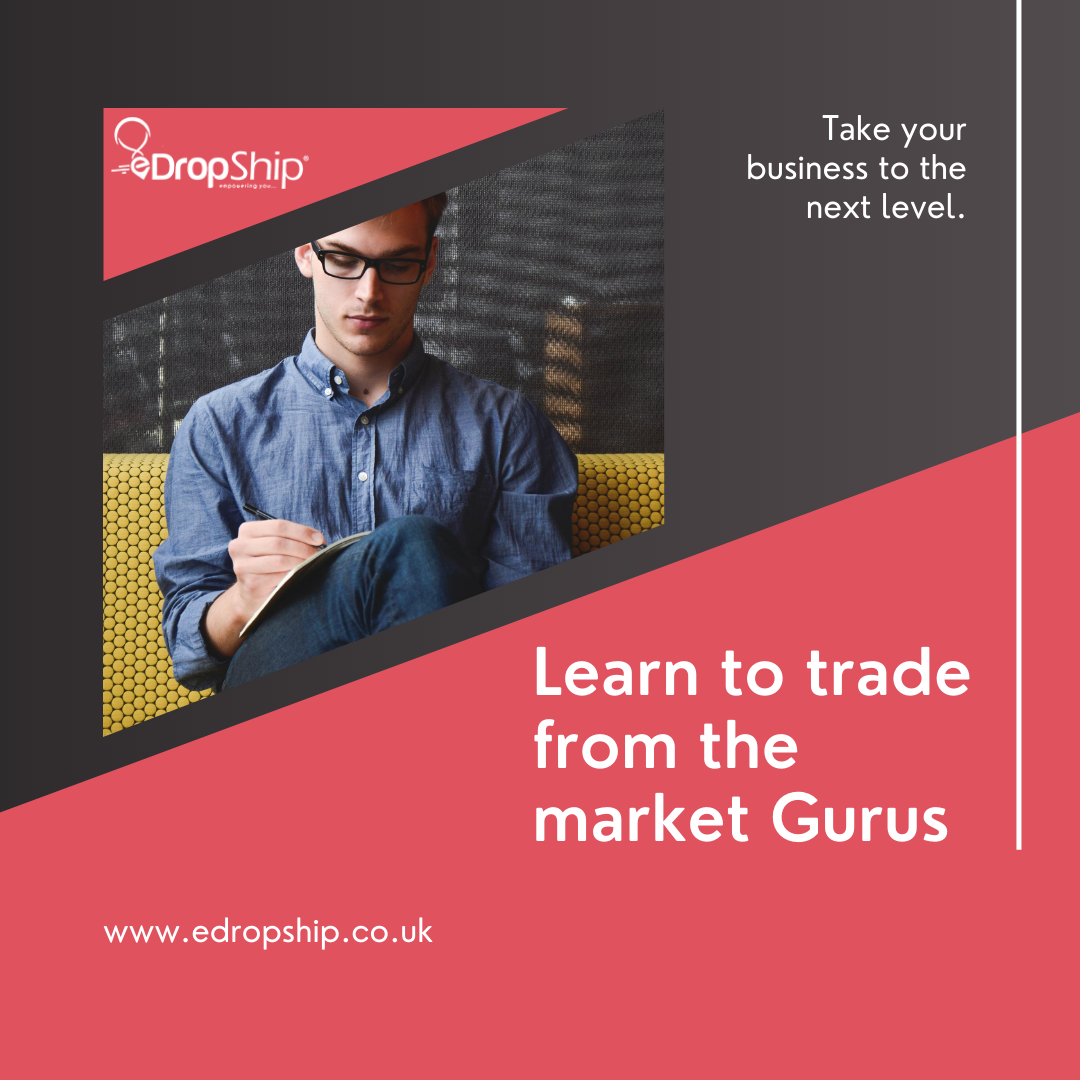 eDropShip®
empowering you...
Take your
business to the
next level.
Learn to trade
from the
market Gurus
www.edropship.co.uk